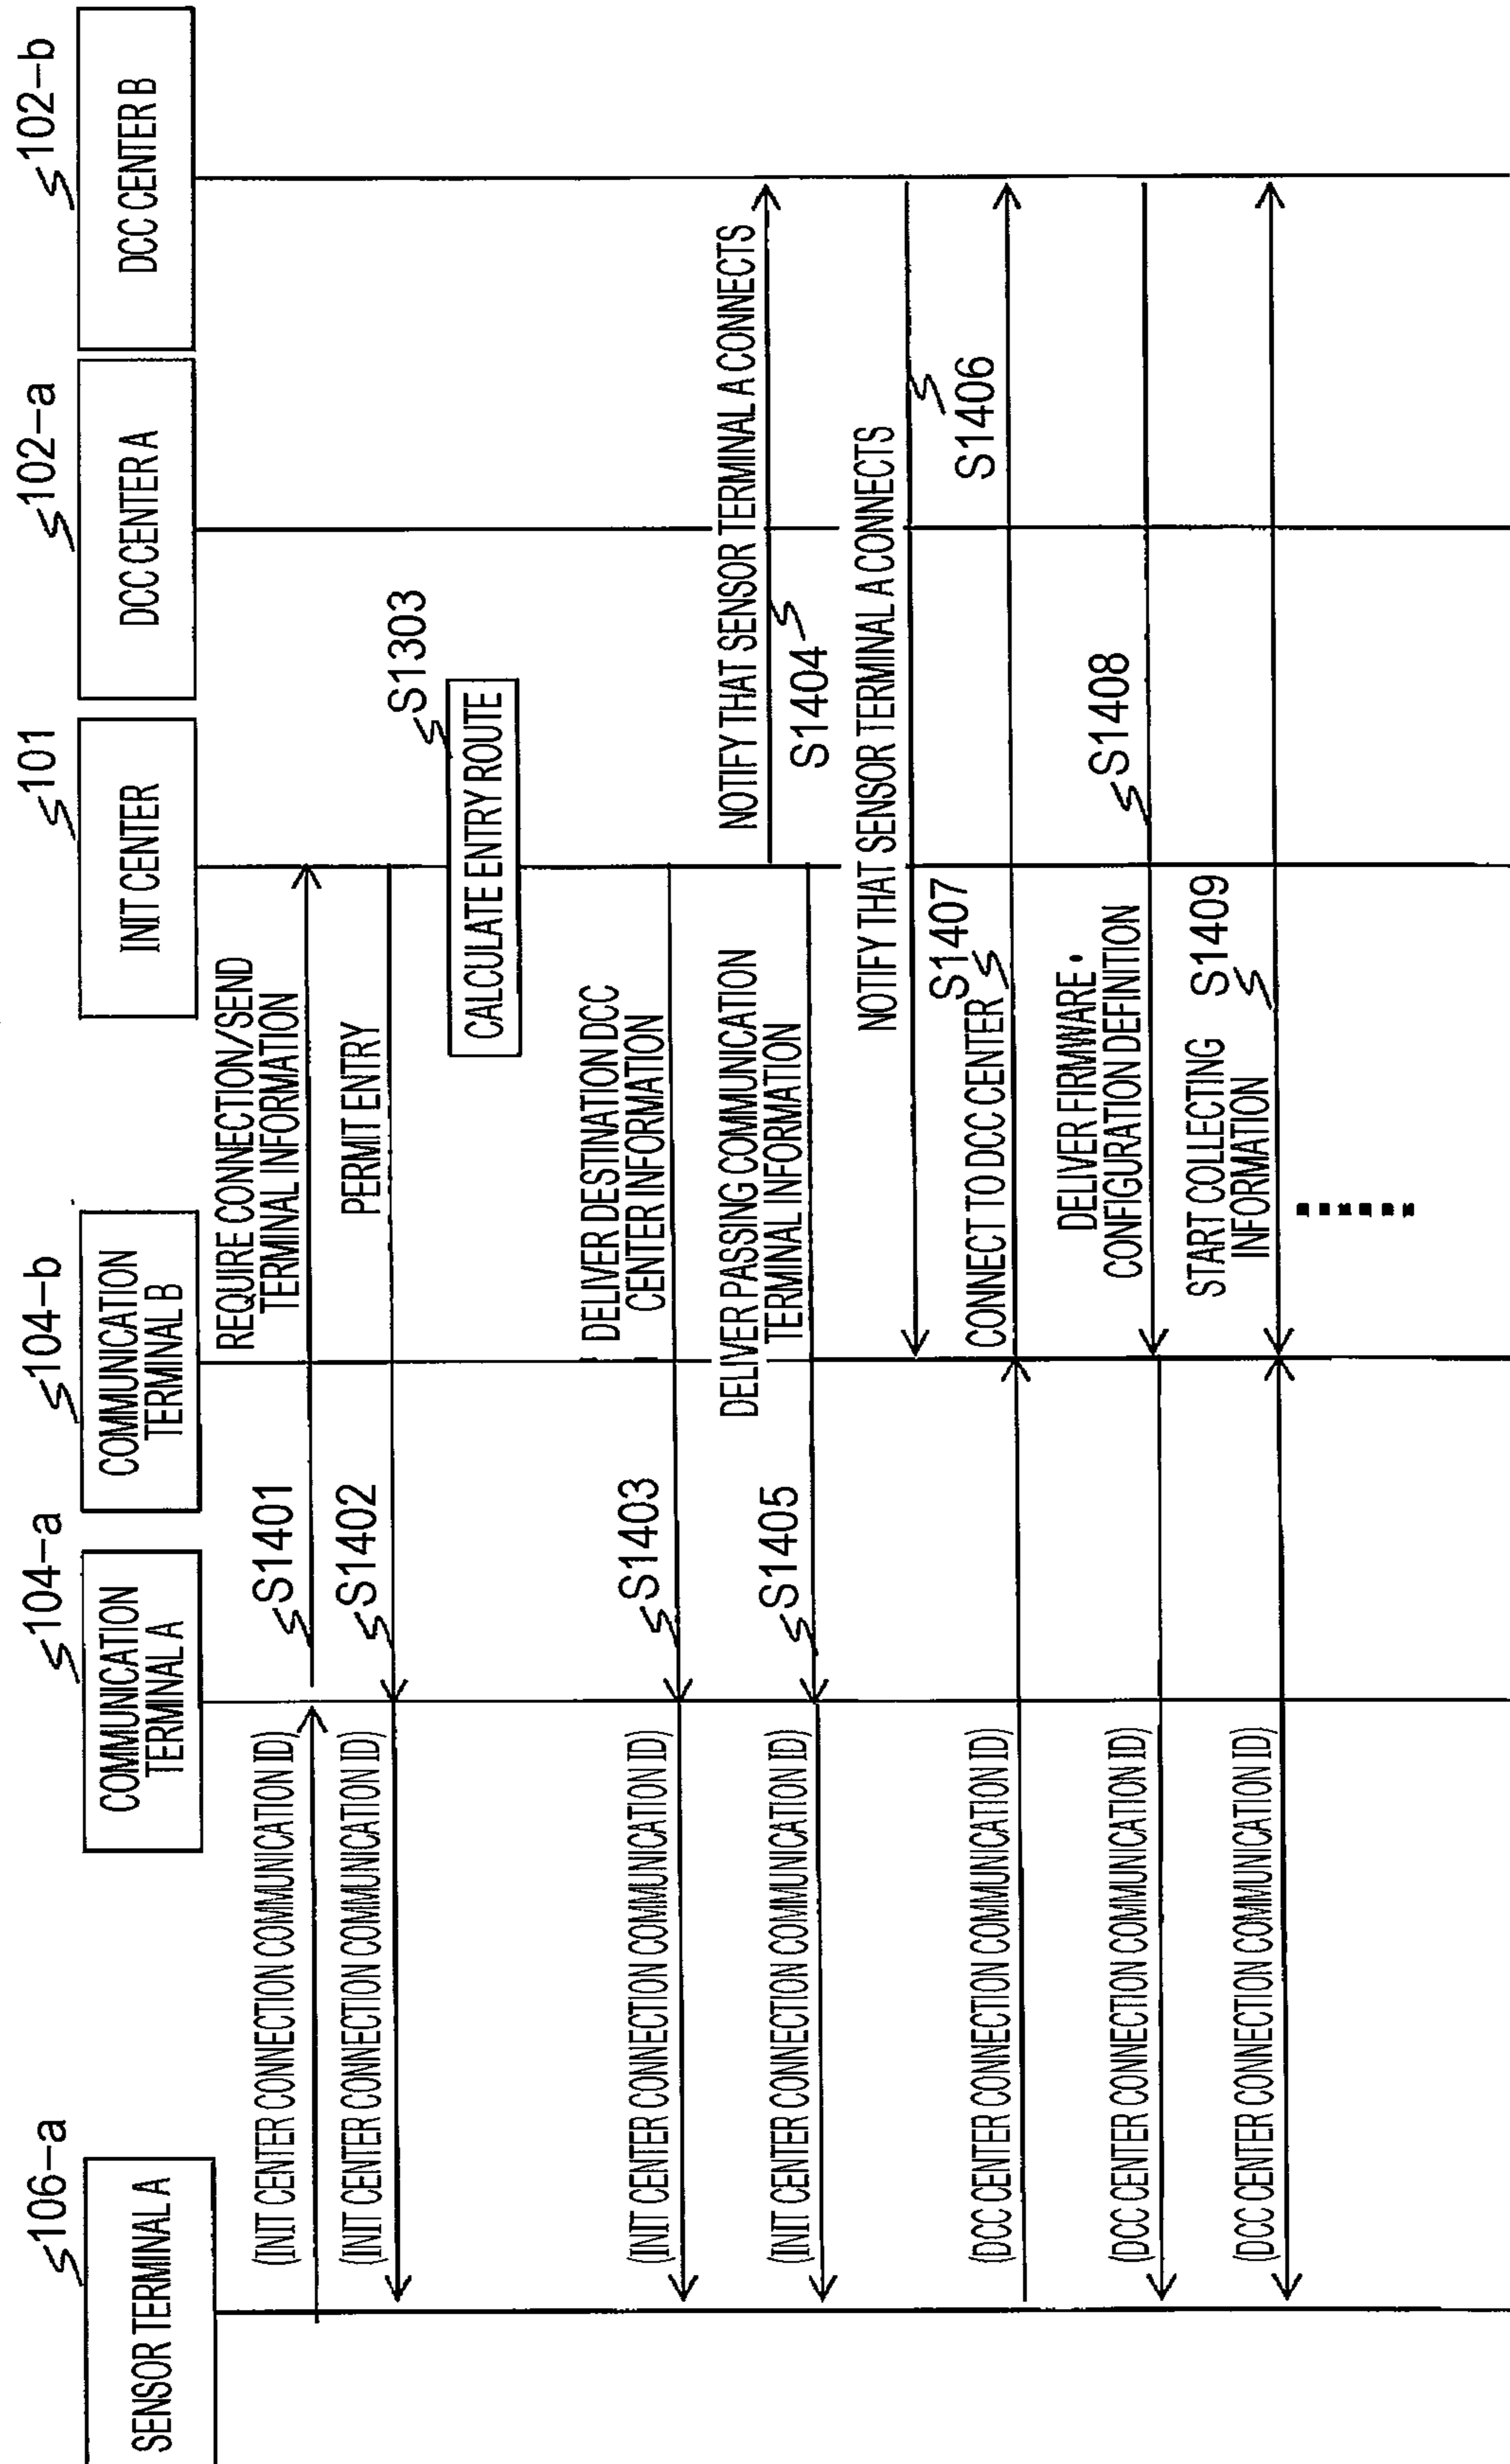 106-a
SENSOR TERMINAL A
104-a
COMMUNICATION
TERMINAL A
104-b
COMMUNICATION
TERMINAL B
101
INIT CENTER
102-a
DCC CENTER A
102-b
DCC CENTER B
(INIT CENTER CONNECTION COMMUNICATION ID)
S1401
REQUIRE CONNECTION/SEND
TERMINAL INFORMATION
(INIT CENTER CONNECTION COMMUNICATION ID)
S1402
PERMIT ENTRY
S1303
CALCULATE ENTRY ROUTE
(INIT CENTER CONNECTION COMMUNICATION ID)
S1403
DELIVER DESTINATION DCC
CENTER INFORMATION
NOTIFY THAT SENSOR TERMINAL A CONNECTS
S1404
(INIT CENTER CONNECTION COMMUNICATION ID)
S1405
DELIVER PASSING COMMUNICATION
TERMINAL INFORMATION
NOTIFY THAT SENSOR TERMINAL A CONNECTS
S1406
(DCC CENTER CONNECTION COMMUNICATION ID)
CONNECT TO DCC CENTER
S1407
(DCC CENTER CONNECTION COMMUNICATION ID)
DELIVER FIRMWARE ·
CONFIGURATION DEFINITION
S1408
(DCC CENTER CONNECTION COMMUNICATION ID)
START COLLECTING
INFORMATION
S1409